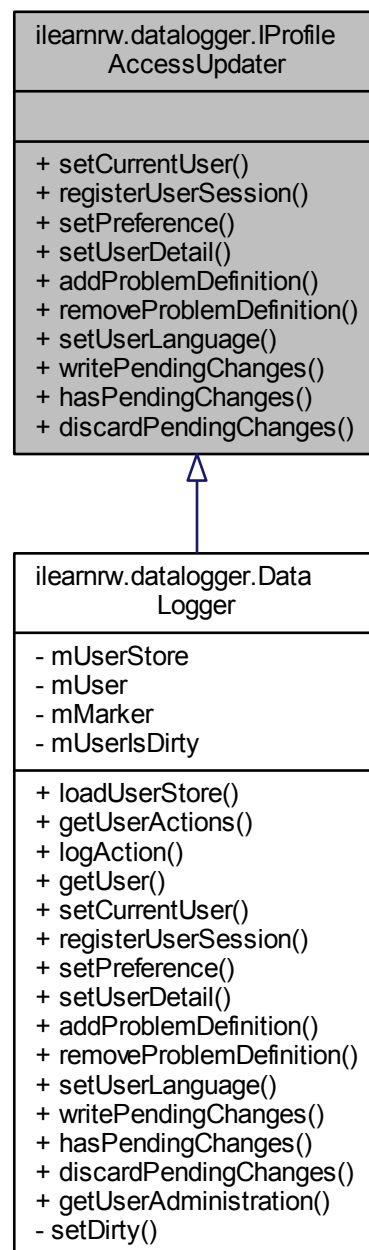 ilearnrw.datalogger.IProfile
AccessUpdater
+ setCurrentUser()
+ registerUserSession()
+ setPreference()
+ setUserDetail()
+ addProblemDefinition()
+ removeProblemDefinition()
+ setUserLanguage()
+ writePendingChanges()
+ hasPendingChanges()
+ discardPendingChanges()
ilearnrw.datalogger.Data
Logger
- mUserStore
- mUser
- mMarker
- mUserIsDirty
+ loadUserStore()
+ getUserActions()
+ logAction()
+ getUser()
+ setCurrentUser()
+ registerUserSession()
+ setPreference()
+ setUserDetail()
+ addProblemDefinition()
+ removeProblemDefinition()
+ setUserLanguage()
+ writePendingChanges()
+ hasPendingChanges()
+ discardPendingChanges()
+ getUserAdministration()
- setDirty()